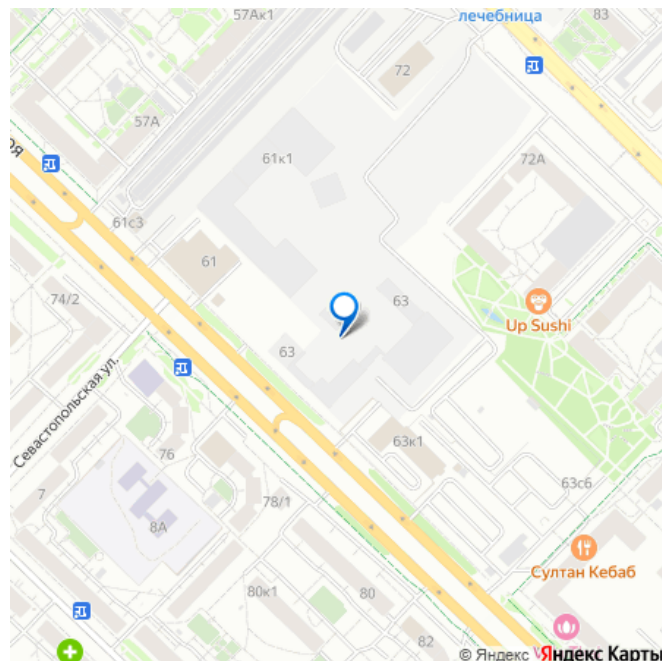 57Ак1
лечебница
83
72
57А
ая
61к1
72А
61с3
61
74/2
63
Up Sushi
63
Севастопольская ул.
63к1
76
7
63с6
78/1
8А
Султан Кебаб
80к1
80
82
© Яндекс
Яндекс Карты